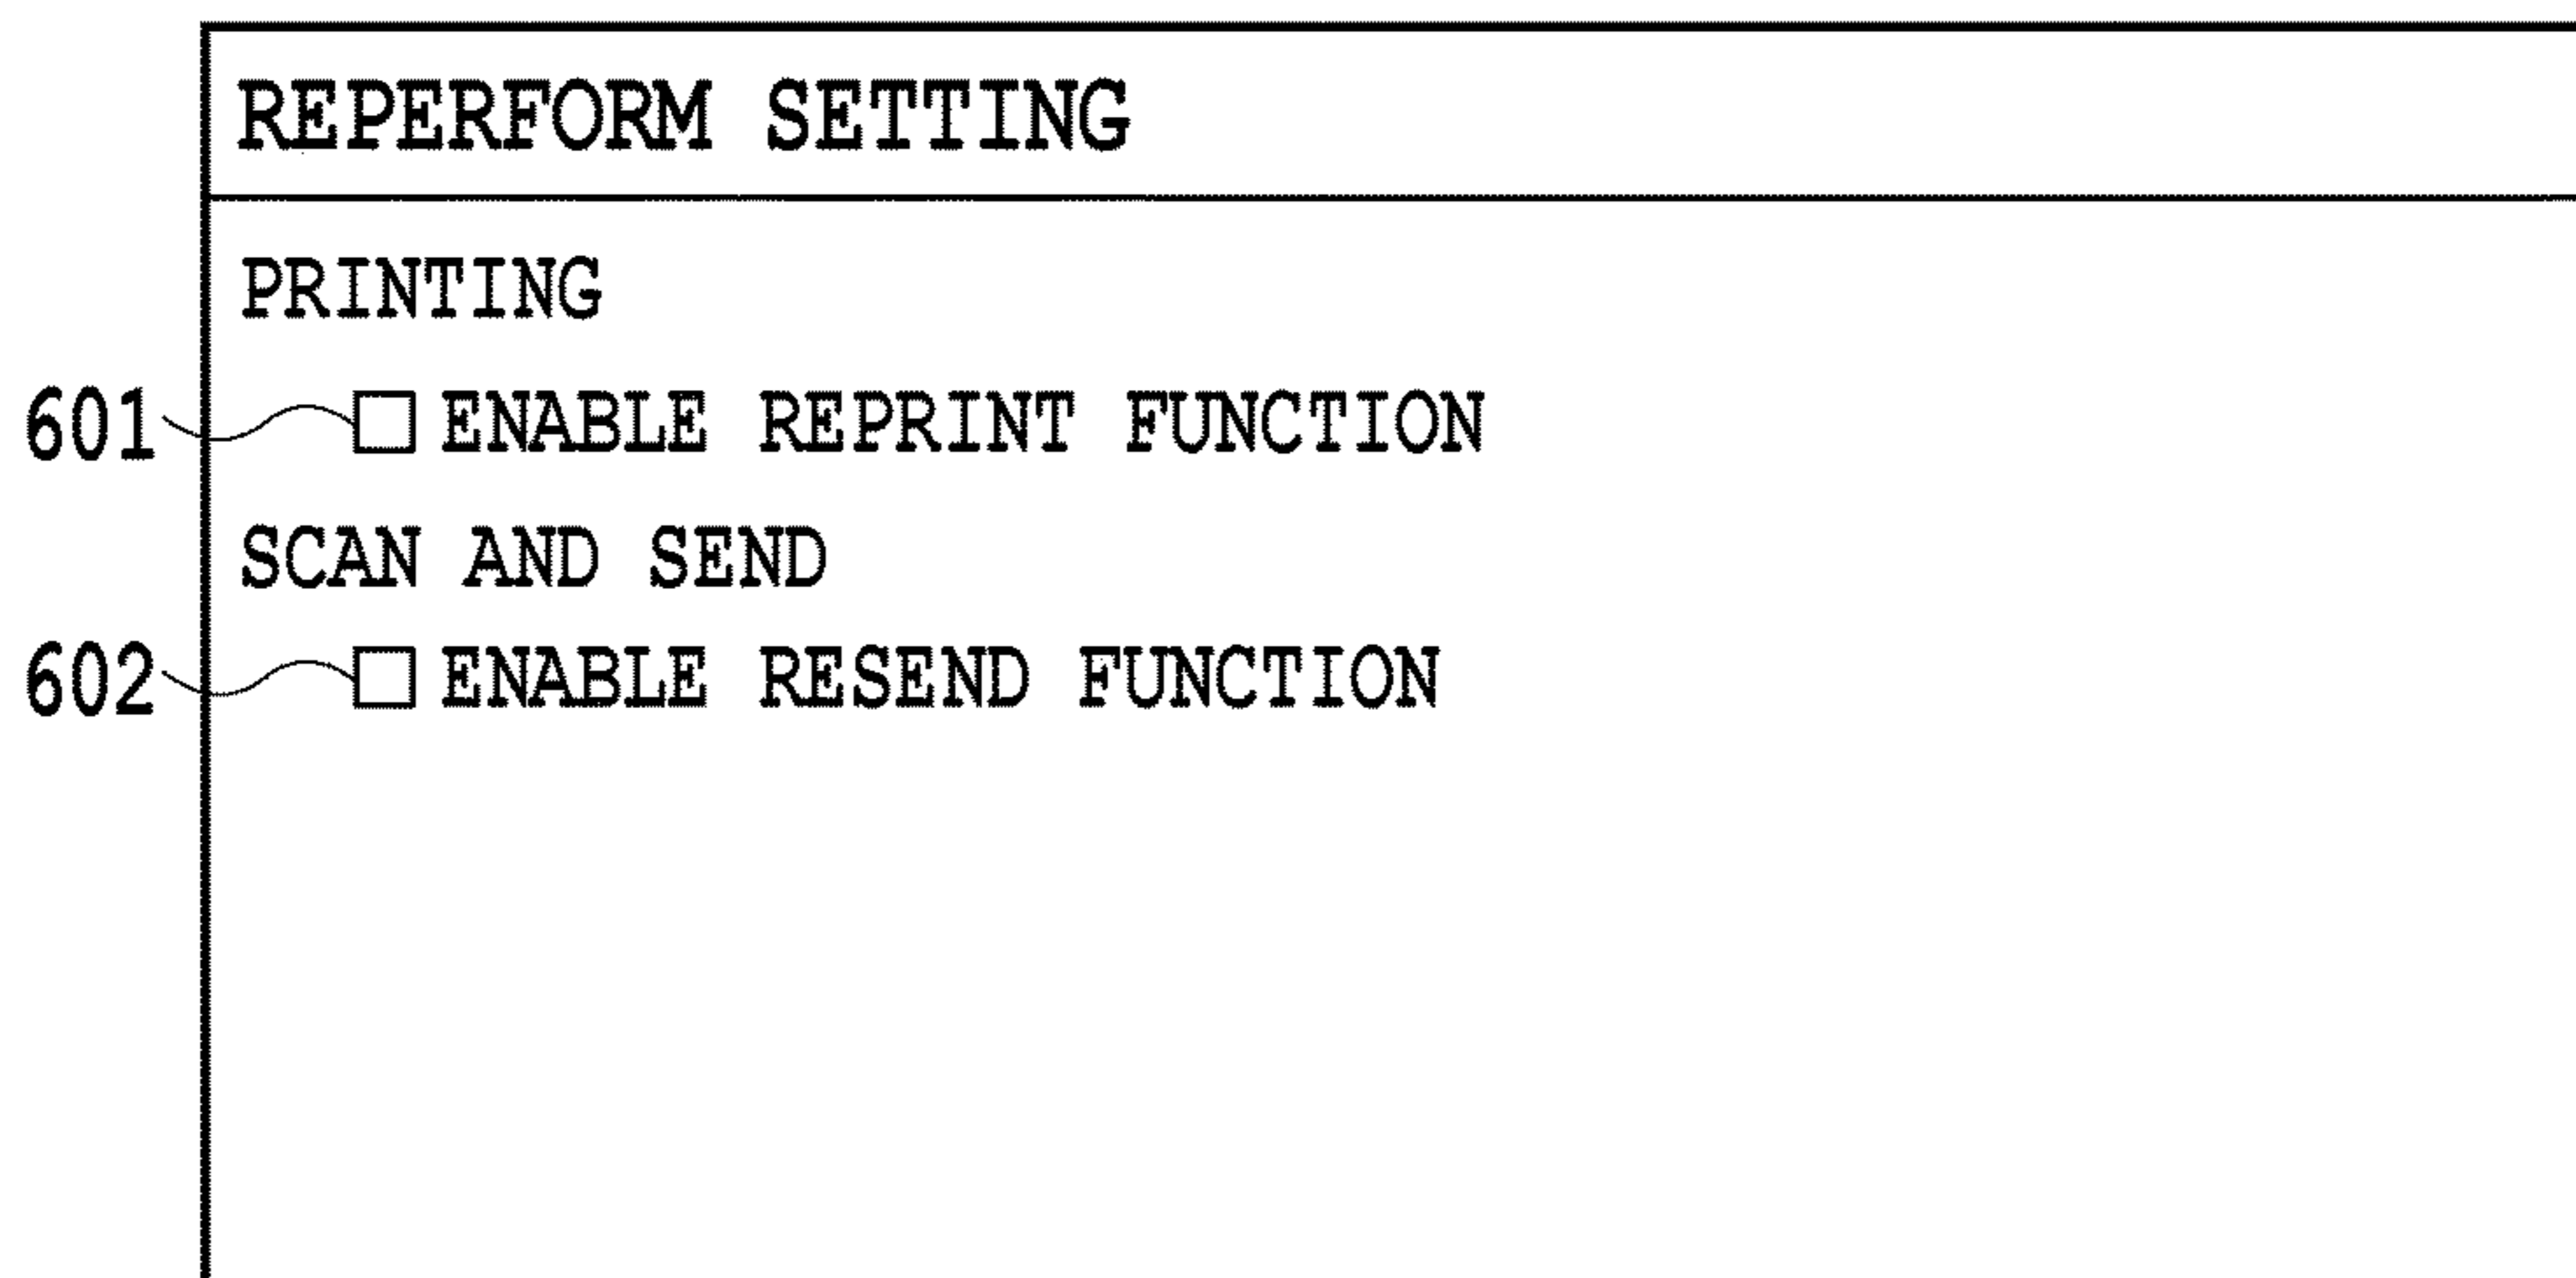 REPERFORM SETTING
PRINTING
601 ENABLE REPRINT FUNCTION
SCAN AND SEND
602 ENABLE RESEND FUNCTION